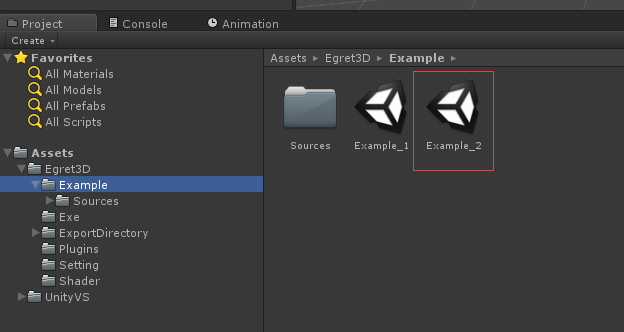 Project Console Animation
Create
Favorites
All Materials
All Models
All Prefabs
All Scripts
Assets
Egret3D
Example
Sources
Exe
ExportDirectory
Plugins
Setting
Shader
UnityVS
Assets ▸ Egret3D ▸ Example ▸
Sources Example_1 Example_2